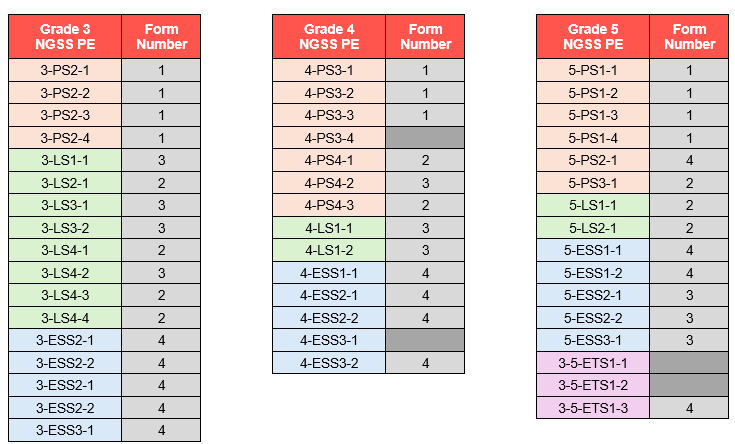 Grade 3 NGSS PE Form Number
3-PS2-1 1
3-PS2-2 1
3-PS2-3 1
3-PS2-4 1
3-LS1-1 3
3-LS2-1 2
3-LS3-1 3
3-LS3-2 3
3-LS4-1 2
3-LS4-2 3
3-LS4-3 2
3-LS4-4 2
3-ESS2-1 4
3-ESS2-2 4
3-ESS2-1 4
3-ESS2-2 4
3-ESS3-1 4
Grade 4 NGSS PE Form Number
4-PS3-1 1
4-PS3-2 1
4-PS3-3 1
4-PS3-4
4-PS4-1 2
4-PS4-2 3
4-PS4-3 2
4-LS1-1 3
4-LS1-2 3
4-ESS1-1 4
4-ESS2-1 4
4-ESS2-2 4
4-ESS3-1
4-ESS3-2 4
Grade 5 NGSS PE Form Number
5-PS1-1 1
5-PS1-2 1
5-PS1-3 1
5-PS1-4 1
5-PS2-1 4
5-PS3-1 2
5-LS1-1 2
5-LS2-1 2
5-ESS1-1 4
5-ESS1-2 4
5-ESS2-1 3
5-ESS2-2 3
5-ESS3-1 3
3-5-ETS1-1
3-5-ETS1-2
3-5-ETS1-3 4